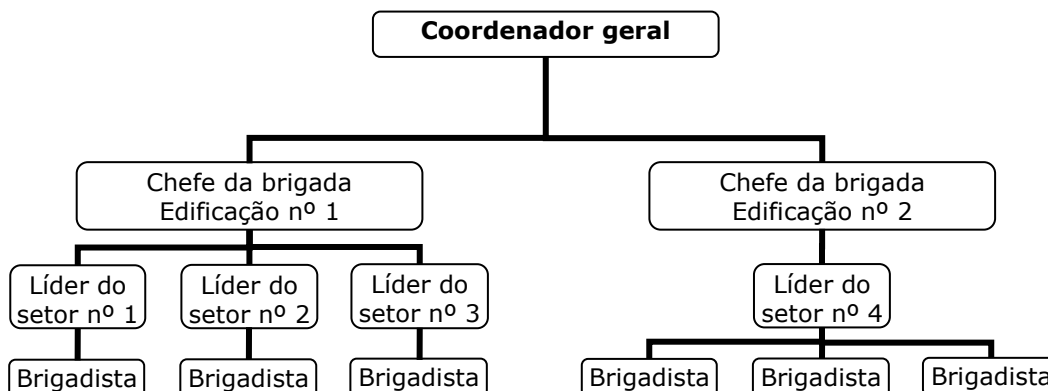 Coordenador geral
Chefe da brigada
Edificação nº 1
Chefe da brigada
Edificação nº 2
Líder do
setor nº 1
Líder do
setor nº 2
Líder do
setor nº 3
Líder do
setor nº 4
Brigadista
Brigadista
Brigadista
Brigadista
Brigadista
Brigadista